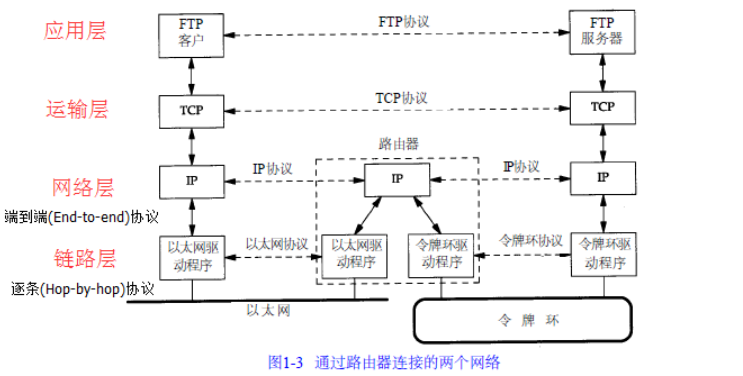 应用层
FTP
客户
FTP协议
FTP
服务器
运输层
TCP
TCP协议
TCP
路由器
网络层
IP
IP协议
IP
IP协议
IP
端到端(End-to-end)协议
链路层
以太网驱
动程序
以太网协议
以太网驱
动程序
令牌环驱
动程序
令牌环协议
令牌环驱
动程序
逐条(Hop-by-hop)协议
以太网
令牌环
图1-3 通过路由器连接的两个网络